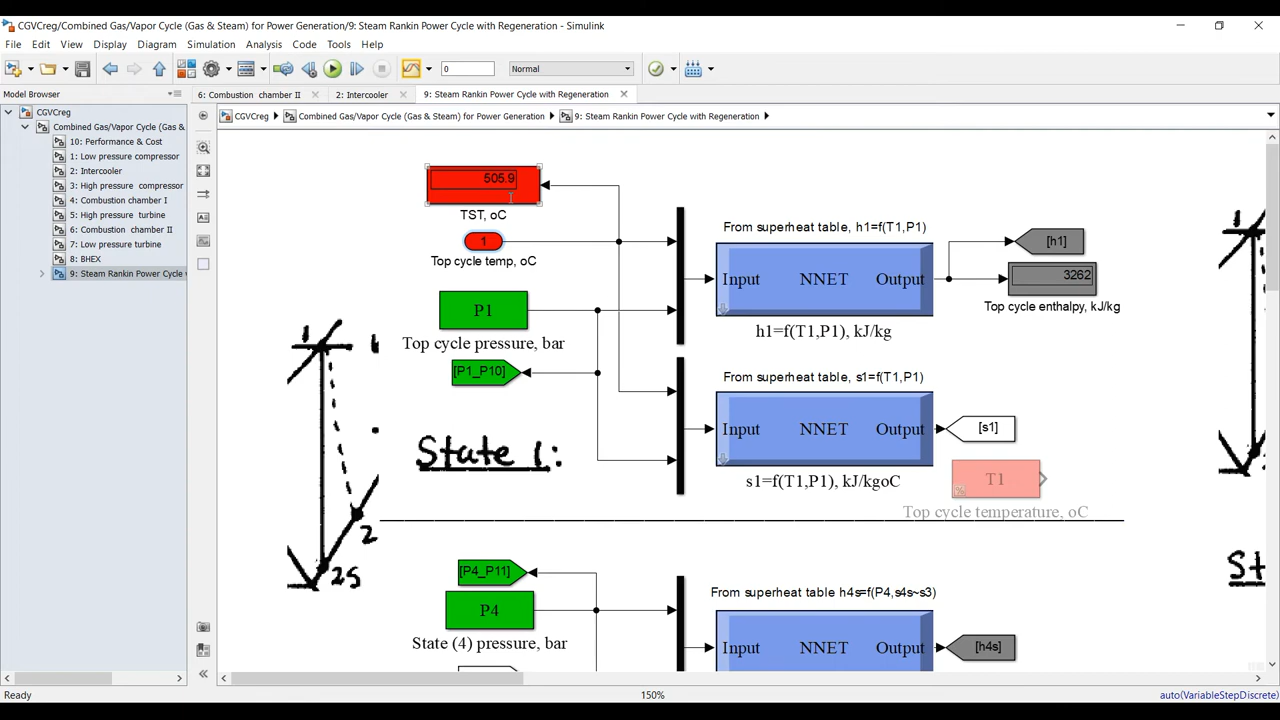 CGVCreg/Combined Gas/Vapor Cycle (Gas & Steam) for Power Generation/9: Steam Rankin Power Cycle with Regeneration - Simulink
File Edit View Display Diagram Simulation Analysis Code Tools Help
0 Normal
Model Browser
6: Combustion chamber II
2: Intercooler
9: Steam Rankin Power Cycle with Regeneration
CGVCreg
Combined Gas/Vapor Cycle (Gas & Steam) for Power Generation
9: Steam Rankin Power Cycle with Regeneration
CGVCreg
Combined Gas/Vapor Cycle (Gas &
10: Performance & Cost
1: Low pressure compressor
2: Intercooler
3: High pressure compressor
4: Combustion chamber I
5: High pressure turbine
6: Combustion chamber II
7: Low pressure turbine
8: BHEX
9: Steam Rankin Power Cycle w
505.9
TST, oC
1
Top cycle temp, oC
P1
Top cycle pressure, bar
[P1_P10]
From superheat table, h1=f(T1,P1)
Input NNET Output
h1=f(T1,P1), kJ/kg
[h1]
3262
Top cycle enthalpy, kJ/kg
From superheat table, s1=f(T1,P1)
Input NNET Output
s1=f(T1,P1), kJ/kgoC
[s1]
T1
Top cycle temperature, oC
State 1:
1
2
2S
1
2
St
[P4_P11]
P4
State (4) pressure, bar
From superheat table h4s=f(P4,s4s~s3)
Input NNET Output
[h4s]
Ready
150%
auto(VariableStepDiscrete)